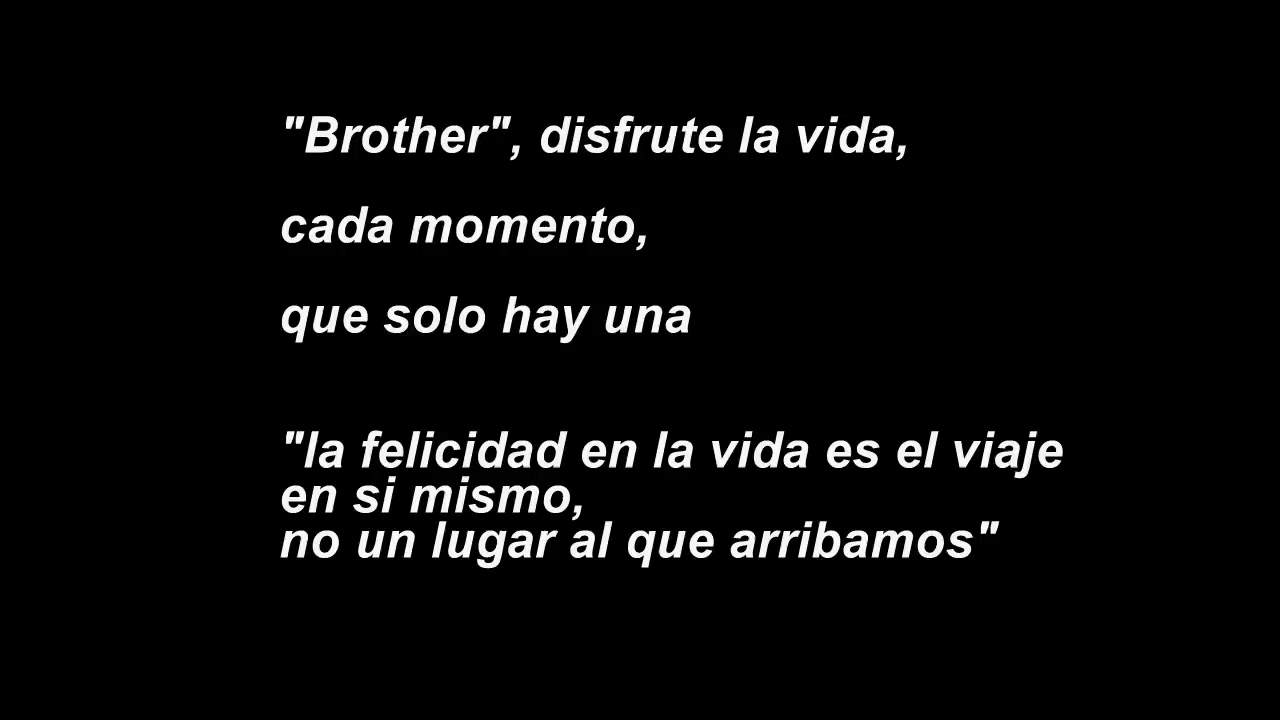 "Brother", disfrute la vida,
cada momento,
que solo hay una
"la felicidad en la vida es el viaje
en si mismo,
no un lugar al que arribamos"